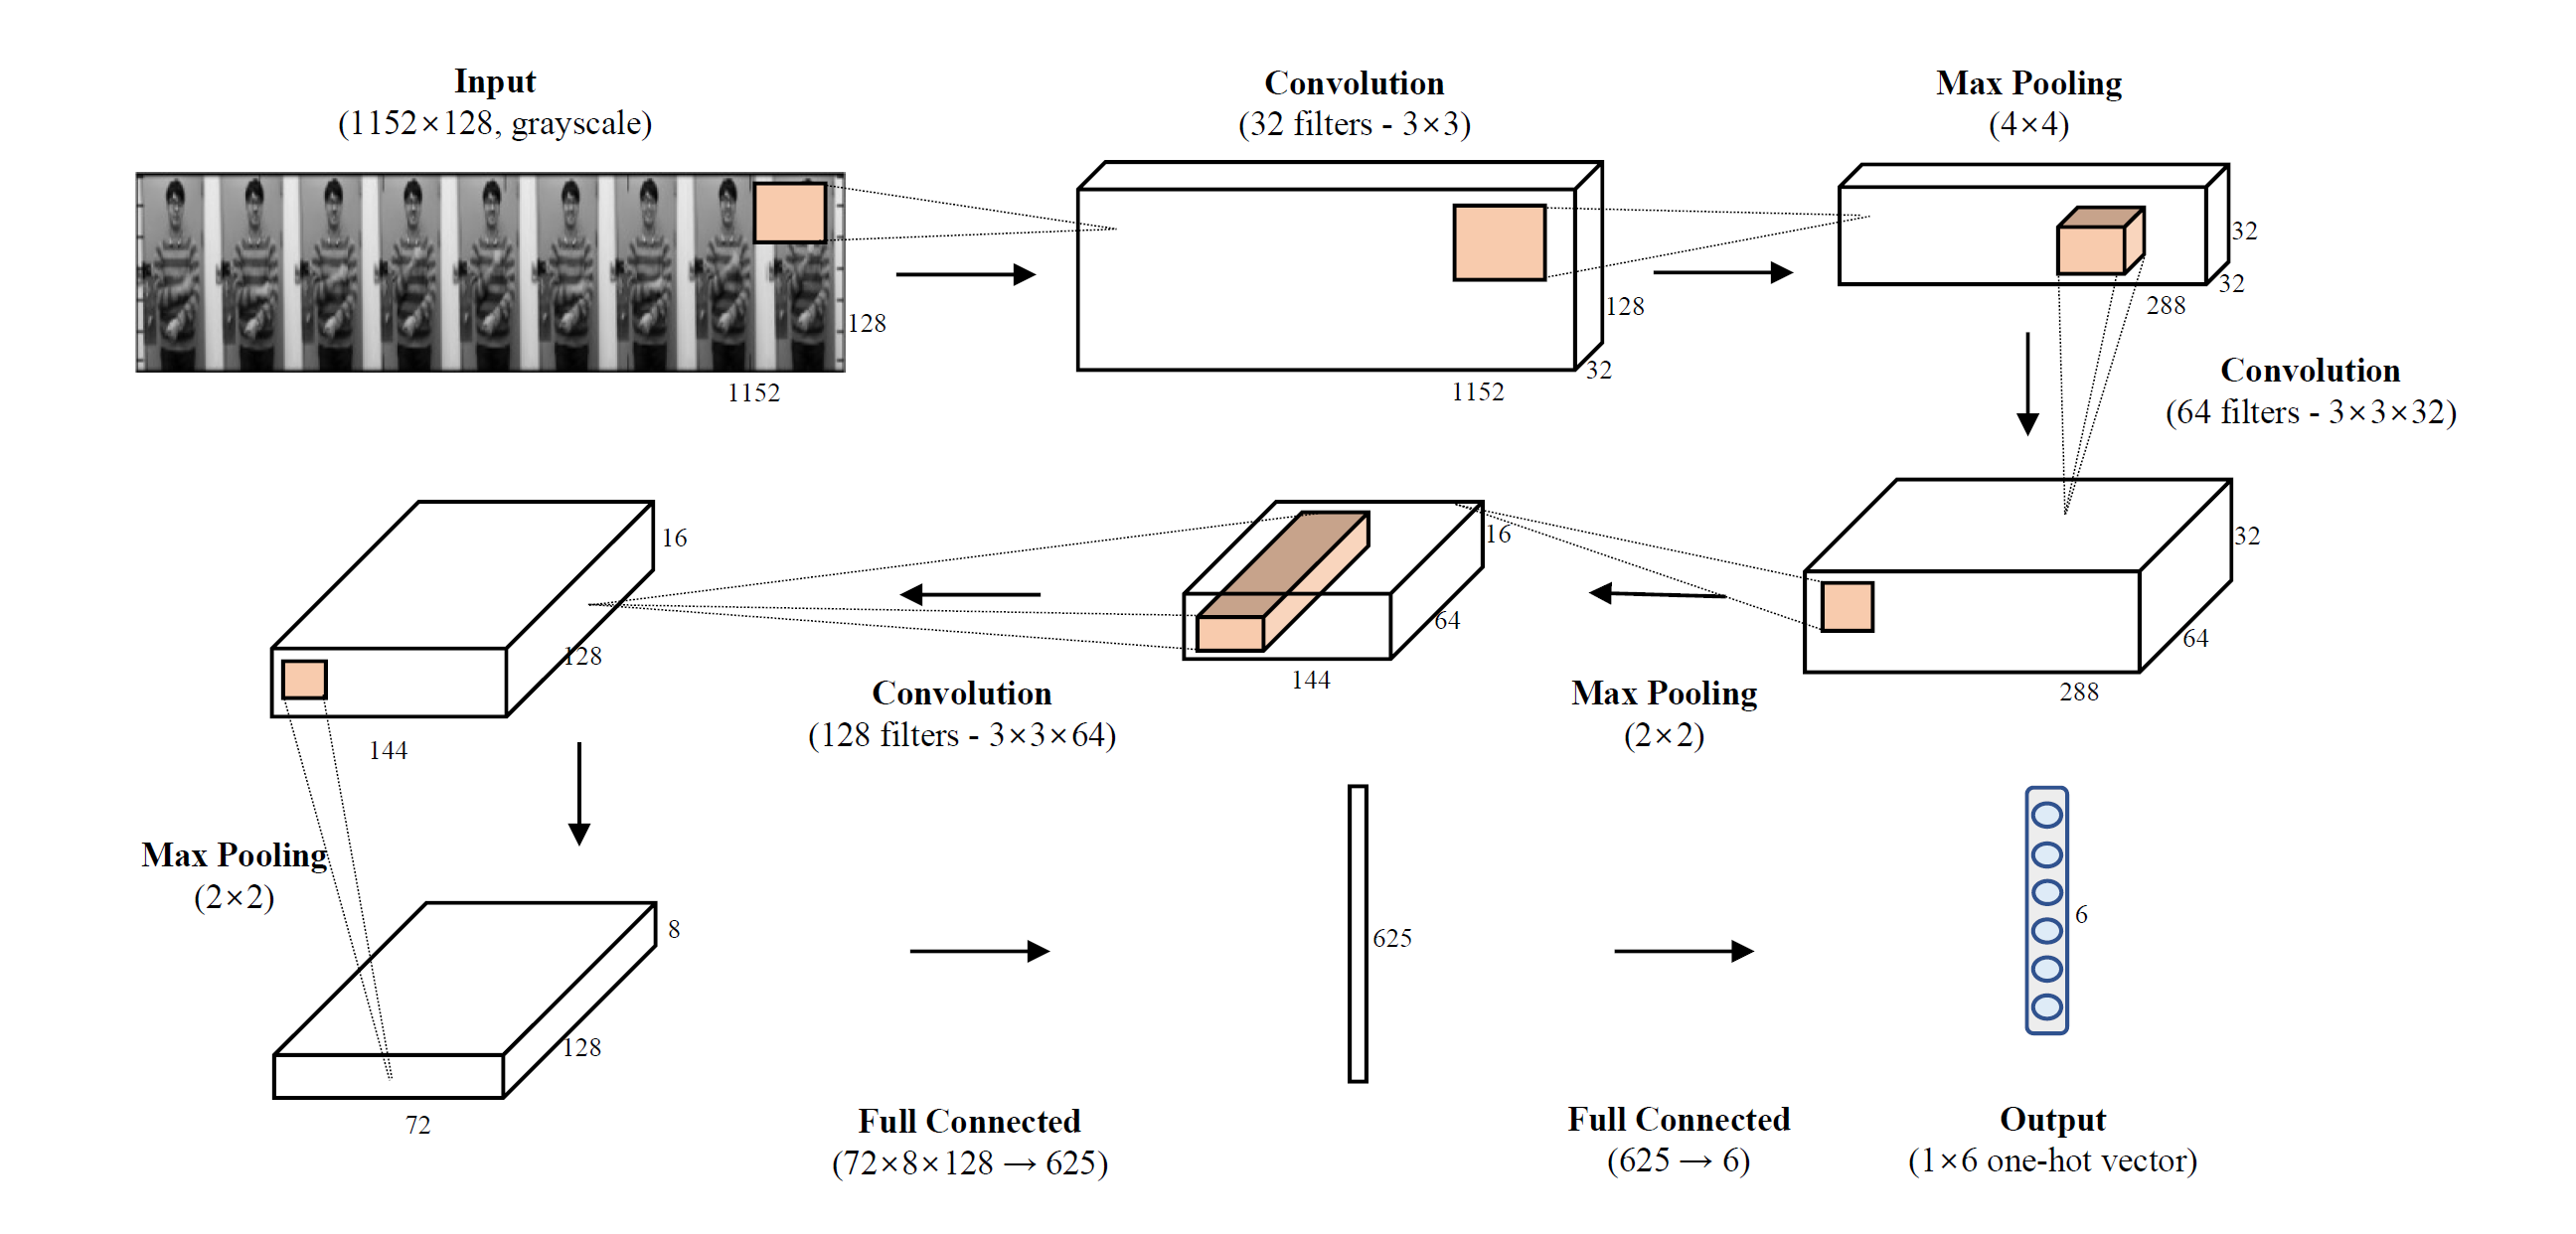 Input
(1152×128, grayscale)
128
1152
Convolution
(32 filters - 3×3)
128
32
1152
Max Pooling
(4×4)
32
32
288
Convolution
(64 filters - 3×3×32)
32
64
288
Max Pooling
(2×2)
16
64
144
Convolution
(128 filters - 3×3×64)
16
128
144
Max Pooling
(2×2)
8
128
72
Full Connected
(72×8×128 → 625)
625
Full Connected
(625 → 6)
6
Output
(1×6 one-hot vector)